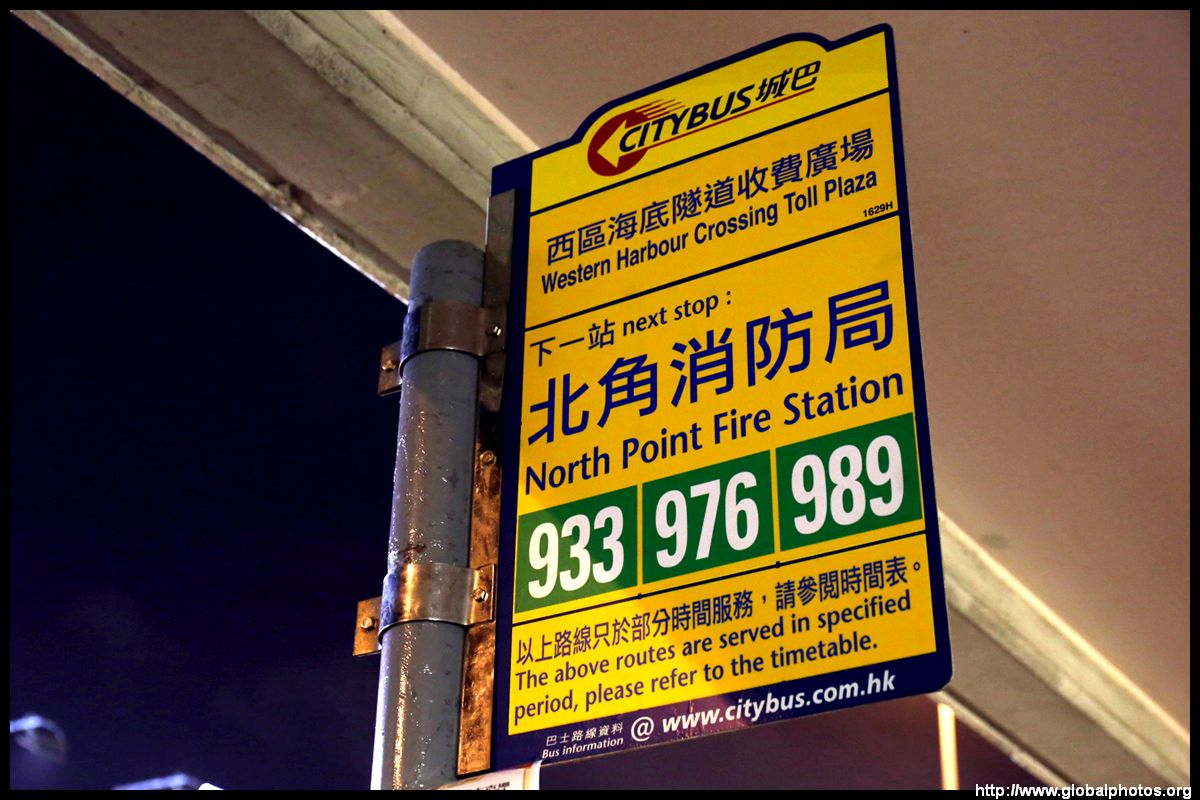 CITYBUS城巴
西區海底隧道收費廣場
Western Harbour Crossing Toll Plaza
1629H
下一站 next stop :
北角消防局
North Point Fire Station
933 976 989
以上路線只於部分時間服務，請參閱時間表。
The above routes are served in specified
period, please refer to the timetable.
巴士路線資料
Bus information @ www.citybus.com.hk
http://www.globalphotos.org